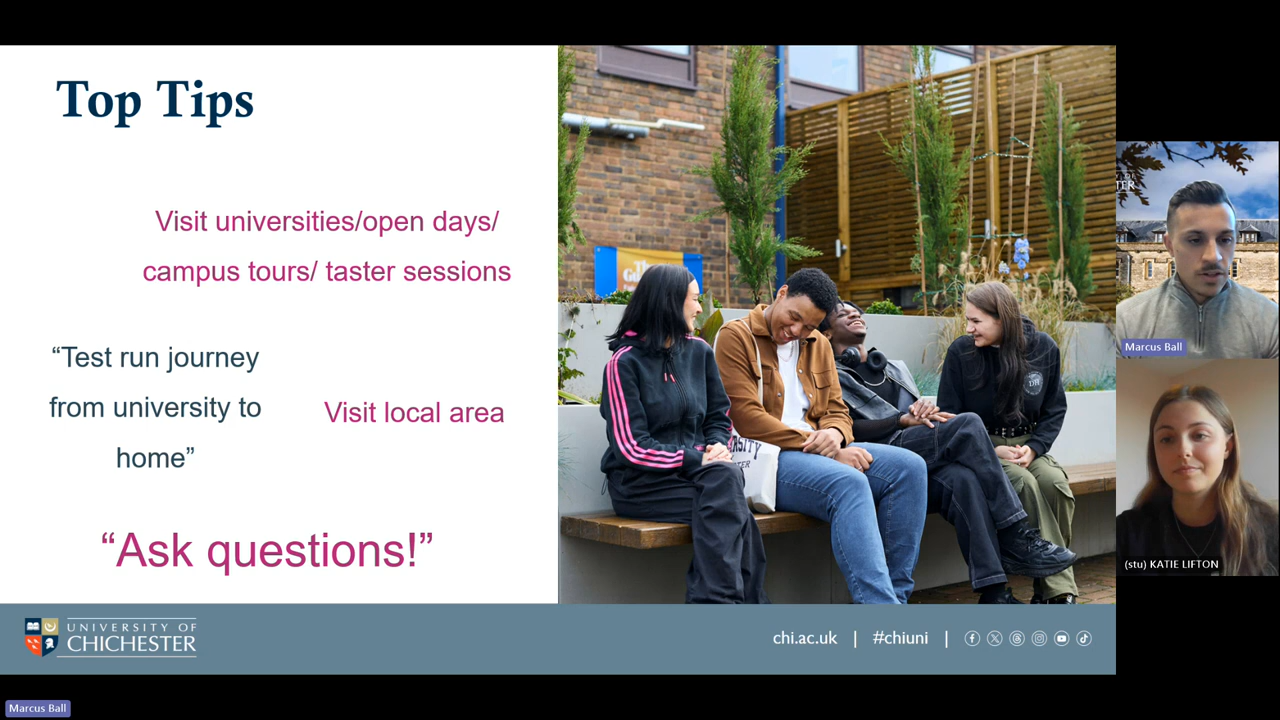 Top Tips
Visit universities/open days/
campus tours/ taster sessions
“Test run journey
from university to
home”
Visit local area
“Ask questions!”
UNIVERSITY OF
CHICHESTER
chi.ac.uk | #chiuni |
TER
Marcus Ball
(stu) KATIE LIFTON
Marcus Ball